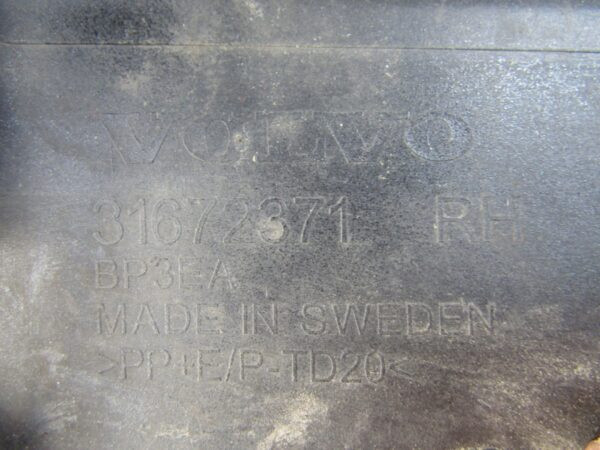 VOLVO
31672371 RH
BP3EA
MADE IN SWEDEN
>PP+E/P-TD20<